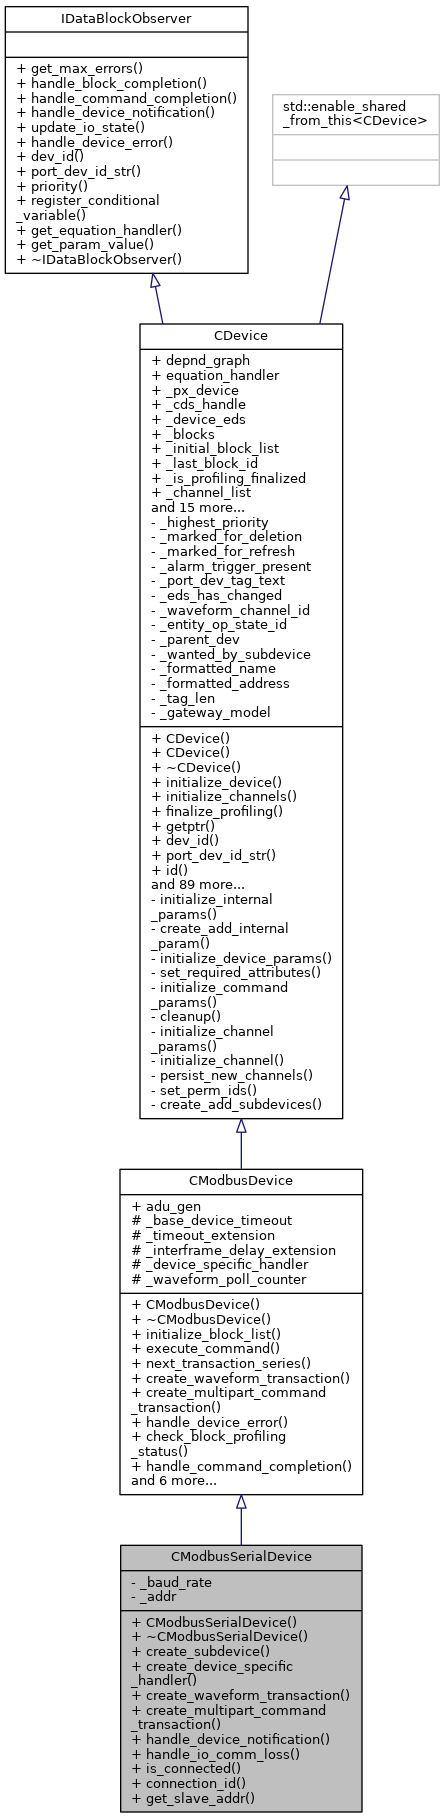 IDataBlockObserver
+ get_max_errors()
+ handle_block_completion()
+ handle_command_completion()
+ handle_device_notification()
+ update_io_state()
+ handle_device_error()
+ dev_id()
+ port_dev_id_str()
+ priority()
+ register_conditional
_variable()
+ get_equation_handler()
+ get_param_value()
+ ~IDataBlockObserver()
std::enable_shared
_from_this<CDevice>
CDevice
+ depnd_graph
+ equation_handler
+ _px_device
+ _cds_handle
+ _device_eds
+ _blocks
+ _initial_block_list
+ _last_block_id
+ _is_profiling_finalized
+ _channel_list
and 15 more...
- _highest_priority
- _marked_for_deletion
- _marked_for_refresh
- _alarm_trigger_present
- _port_dev_tag_text
- _eds_has_changed
- _waveform_channel_id
- _entity_op_state_id
- _parent_dev
- _wanted_by_subdevice
- _formatted_name
- _formatted_address
- _tag_len
- _gateway_model
+ CDevice()
+ CDevice()
+ ~CDevice()
+ initialize_device()
+ initialize_channels()
+ finalize_profiling()
+ getptr()
+ dev_id()
+ port_dev_id_str()
+ id()
and 89 more...
- initialize_internal
_params()
- create_add_internal
_param()
- initialize_device_params()
- set_required_attributes()
- initialize_command
_params()
- cleanup()
- initialize_channel
_params()
- initialize_channel()
- persist_new_channels()
- set_perm_ids()
- create_add_subdevices()
CModbusDevice
+ adu_gen
# _base_device_timeout
# _timeout_extension
# _interframe_delay_extension
# _device_specific_handler
# _waveform_poll_counter
+ CModbusDevice()
+ ~CModbusDevice()
+ initialize_block_list()
+ execute_command()
+ next_transaction_series()
+ create_waveform_transaction()
+ create_multipart_command
_transaction()
+ handle_device_error()
+ check_block_profiling
_status()
+ handle_command_completion()
and 6 more...
CModbusSerialDevice
- _baud_rate
- _addr
+ CModbusSerialDevice()
+ ~CModbusSerialDevice()
+ create_subdevice()
+ create_device_specific
_handler()
+ create_waveform_transaction()
+ create_multipart_command
_transaction()
+ handle_device_notification()
+ handle_io_comm_loss()
+ is_connected()
+ connection_id()
+ get_slave_addr()